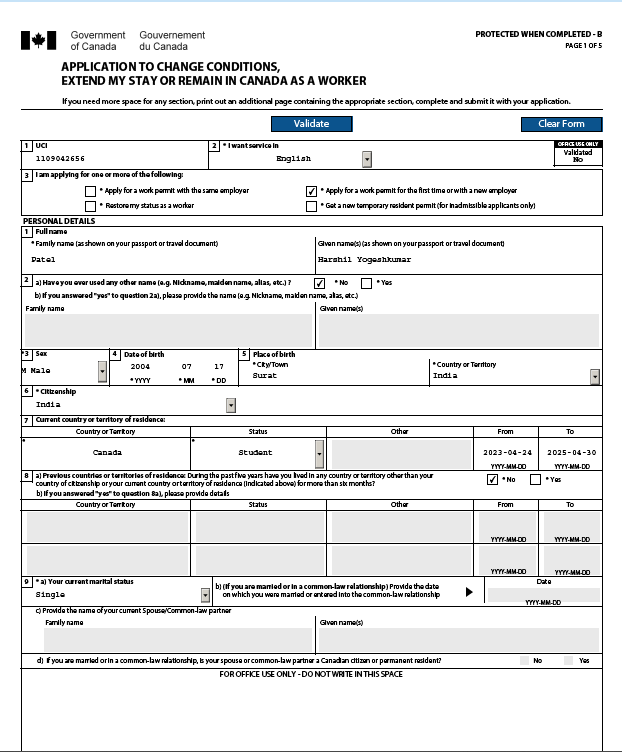 Government of Canada
Gouvernement du Canada
PROTECTED WHEN COMPLETED - B
PAGE 1 OF 5
APPLICATION TO CHANGE CONDITIONS,
EXTEND MY STAY OR REMAIN IN CANADA AS A WORKER
If you need more space for any section, print out an additional page containing the appropriate section, complete and submit it with your application.
Validate
Clear Form
1 UCI
1109042656
2 * I want service in
English
OFFICE USE ONLY
Validated
No
3 I am applying for one or more of the following:
* Apply for a work permit with the same employer
✓ * Apply for a work permit for the first time or with a new employer
* Restore my status as a worker
* Get a new temporary resident permit (for inadmissible applicants only)
PERSONAL DETAILS
1 Full name
* Family name (as shown on your passport or travel document)
Given name(s) (as shown on your passport or travel document)
Patel
Harshil Yogeshkumar
2 a) Have you ever used any other name (e.g. Nickname, maiden name, alias, etc.) ? ✓ * No * Yes
b) If you answered "yes" to question 2a), please provide the name (e.g. Nickname, maiden name, alias, etc.)
Family name
Given name(s)
*3 Sex
M Male
4 Date of birth
2004 07 17
* YYYY * MM * DD
5 Place of birth
* City/Town
Surat
* Country or Territory
India
6 * Citizenship
India
7 Current country or territory of residence:
Country or Territory Status Other From To
* Canada * Student 2023-04-24 2025-04-30
YYYY-MM-DD YYYY-MM-DD
8 a) Previous countries or territories of residence: During the past five years have you lived in any country or territory other than your
country of citizenship or your current country or territory of residence (indicated above) for more than six months? ✓ * No * Yes
b) If you answered "yes" to question 8a), please provide details
Country or Territory Status Other From To
YYYY-MM-DD YYYY-MM-DD
YYYY-MM-DD YYYY-MM-DD
9 * a) Your current marital status
Single
b) (If you are married or in a common-law relationship) Provide the date
on which you were married or entered into the common-law relationship
Date
YYYY-MM-DD
c) Provide the name of your current Spouse/Common-law partner
Family name
Given name(s)
d) If you are married or in a common-law relationship, is your spouse or common-law partner a Canadian citizen or permanent resident? No Yes
FOR OFFICE USE ONLY - DO NOT WRITE IN THIS SPACE